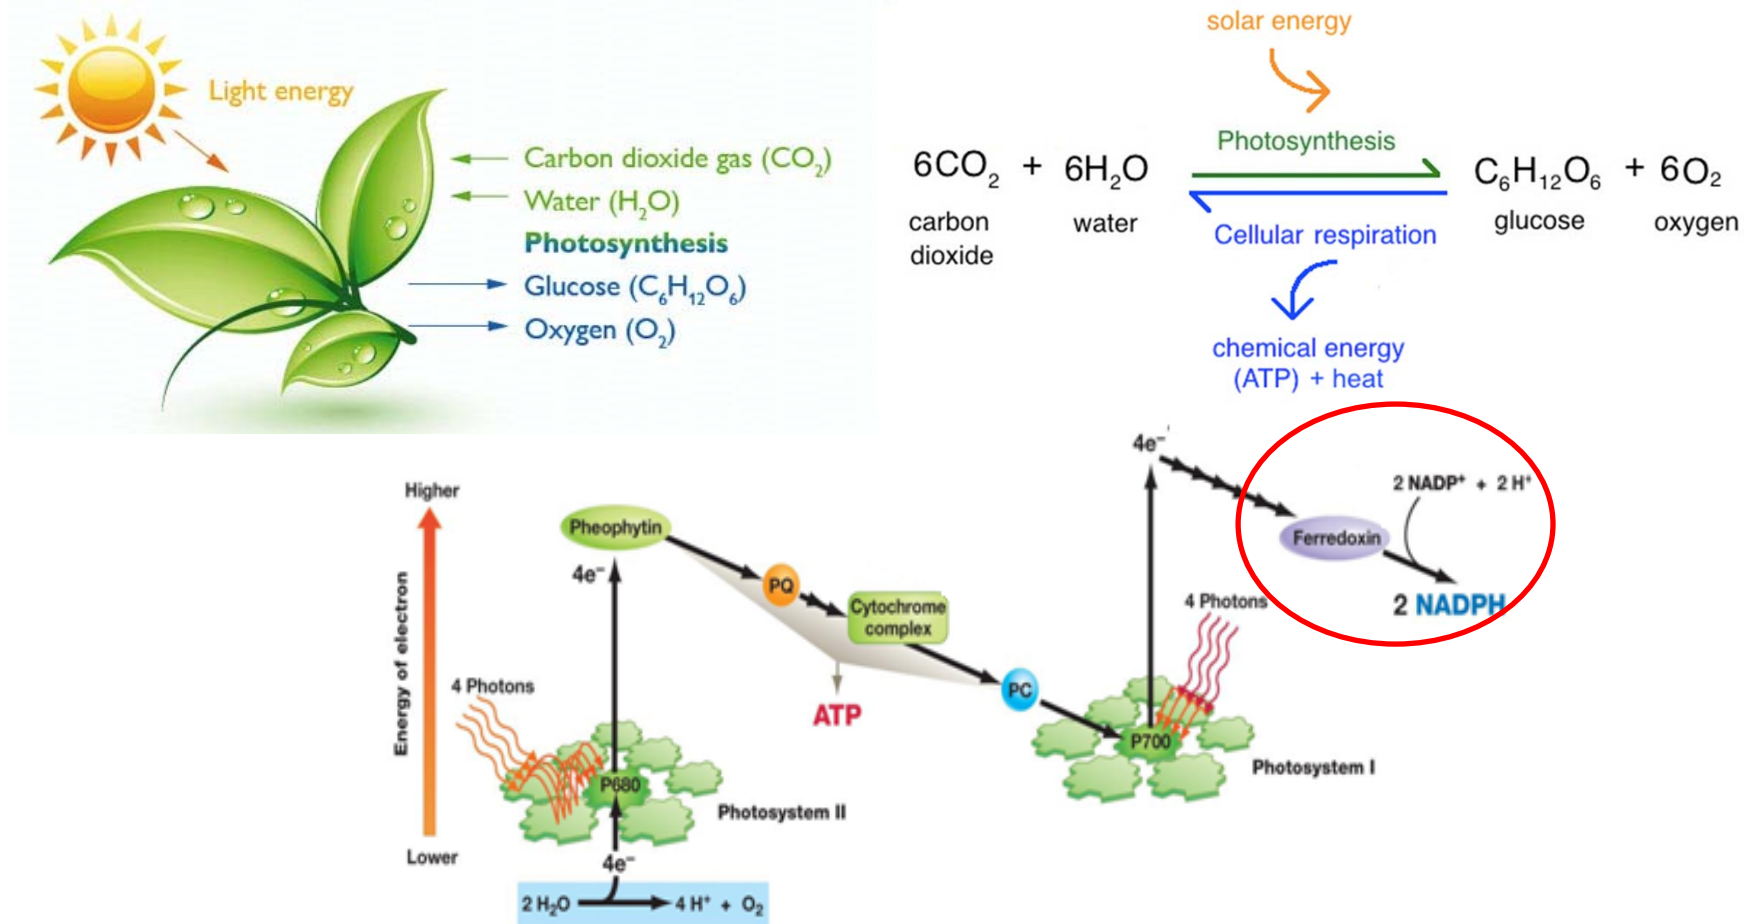 Light energy
Carbon dioxide gas (CO₂)
Water (H₂O)
Photosynthesis
Glucose (C₆H₁₂O₆)
Oxygen (O₂)
solar energy
Photosynthesis
6CO₂ + 6H₂O C₆H₁₂O₆ + 6O₂
carbon dioxide
water
glucose
oxygen
Cellular respiration
chemical energy
(ATP) + heat
Higher
Energy of electron
Lower
4 Photons
Pheophytin
4e⁻
P680
Photosystem II
4e⁻
2 H₂O 4 H⁺ + O₂
PQ
Cytochrome
complex
ATP
PC
4e⁻
4 Photons
P700
Photosystem I
Ferredoxin
2 NADP⁺ + 2 H⁺
2 NADPH